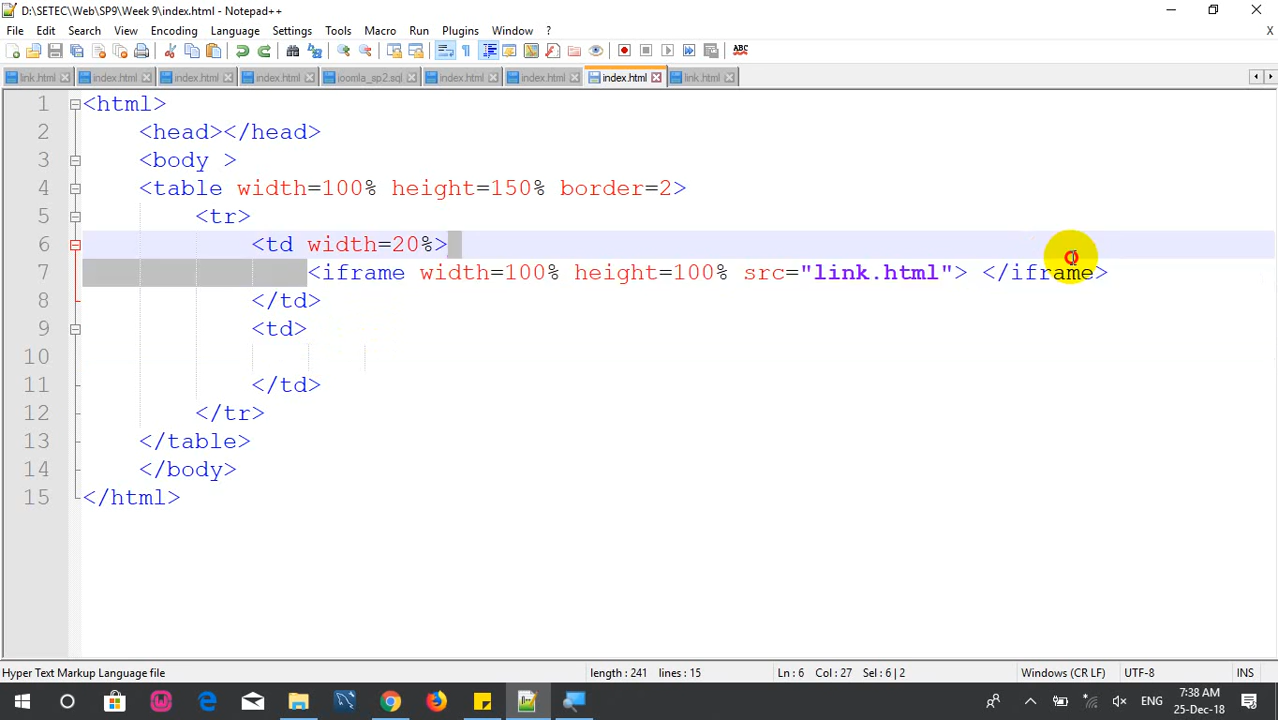 D:\SETEC\Web\SP9\Week 9\index.html - Notepad++
File Edit Search View Encoding Language Settings Tools Macro Run Plugins Window ? X
ABC
link.html index.html index.html index.html joomla_sp2.sql index.html index.html index.html link.html
1 <html>
2 <head></head>
3 <body >
4 <table width=100% height=150% border=2>
5 <tr>
6 <td width=20%>
7 <iframe width=100% height=100% src="link.html"> </iframe>
8 </td>
9 <td>
10
11 </td>
12 </tr>
13 </table>
14 </body>
15 </html>
Hyper Text Markup Language file length : 241 lines : 15 Ln : 6 Col : 27 Sel : 6 | 2 Windows (CR LF) UTF-8 INS
ENG 7:38 AM
25-Dec-18